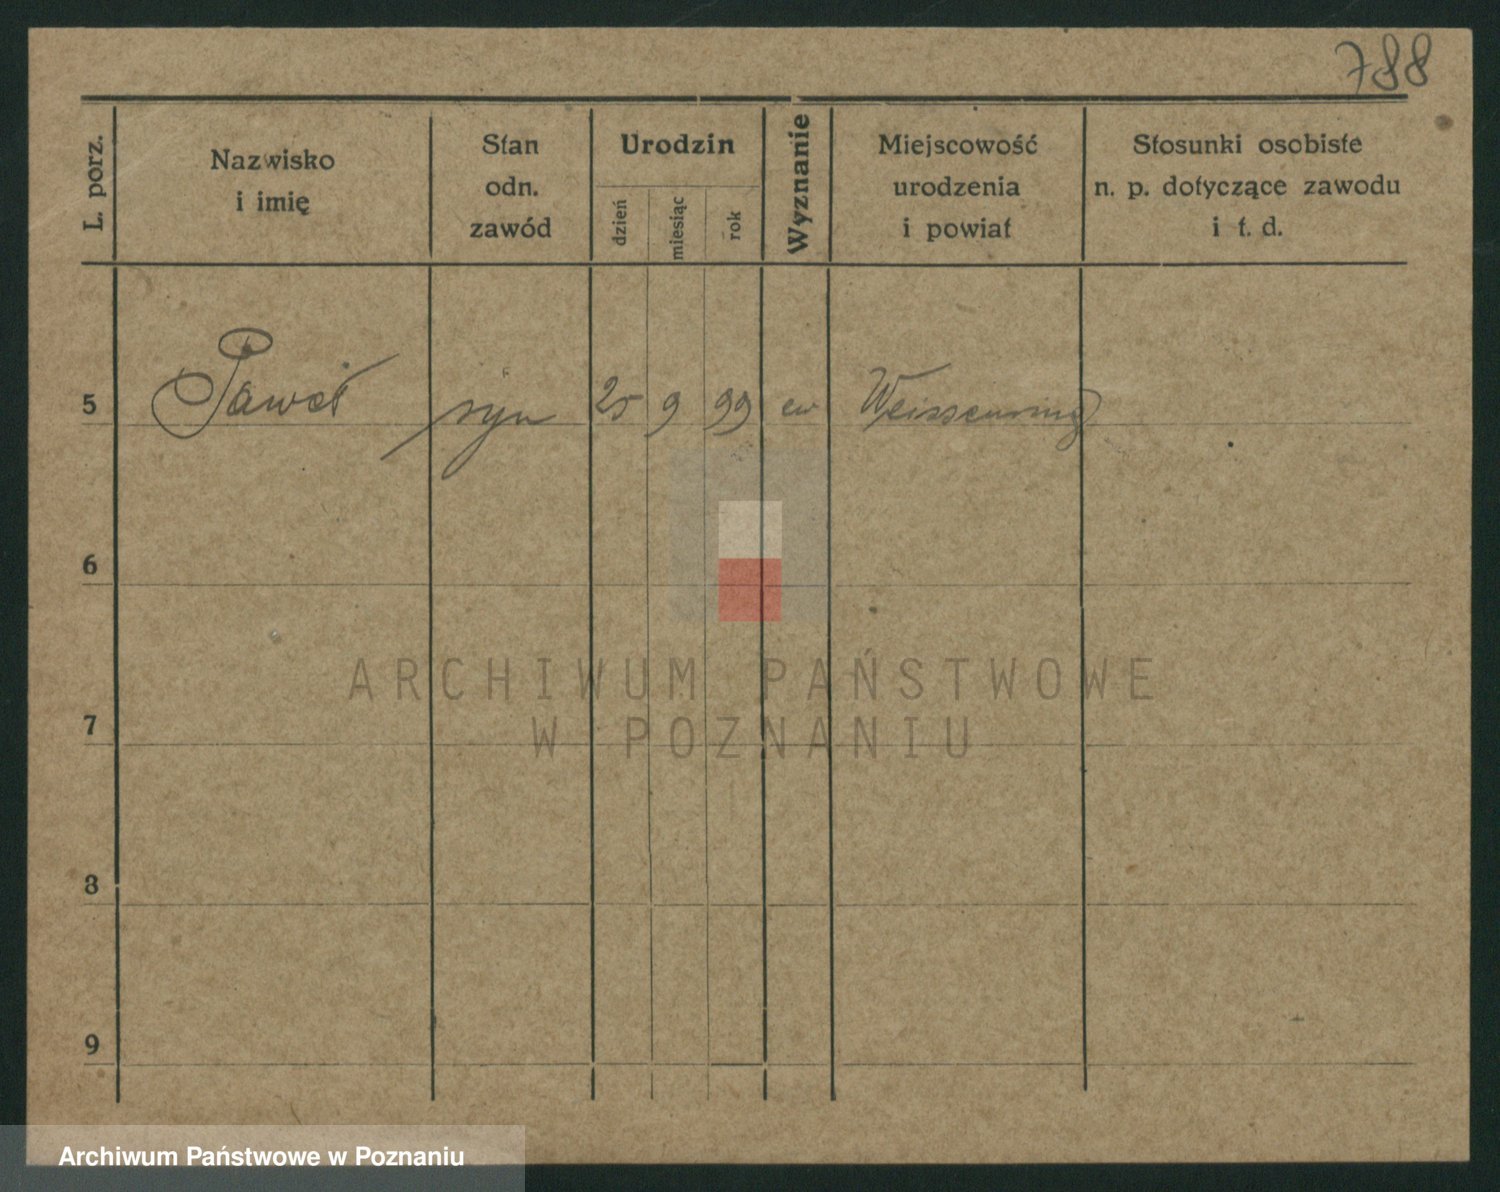 788
L. porz.
Nazwisko
i imię
Stan
odn.
zawód
Urodzin
dzień
miesiąc
rok
Wyznanie
Miejscowość
urodzenia
i powiat
Stosunki osobiste
n. p. dotyczące zawodu
i t. d.
5 Paweł syn 25 9 99 ew
6
7
8
9
ARCHIWUM PAŃSTWOWE
W POZNANIU
Archiwum Państwowe w Poznaniu